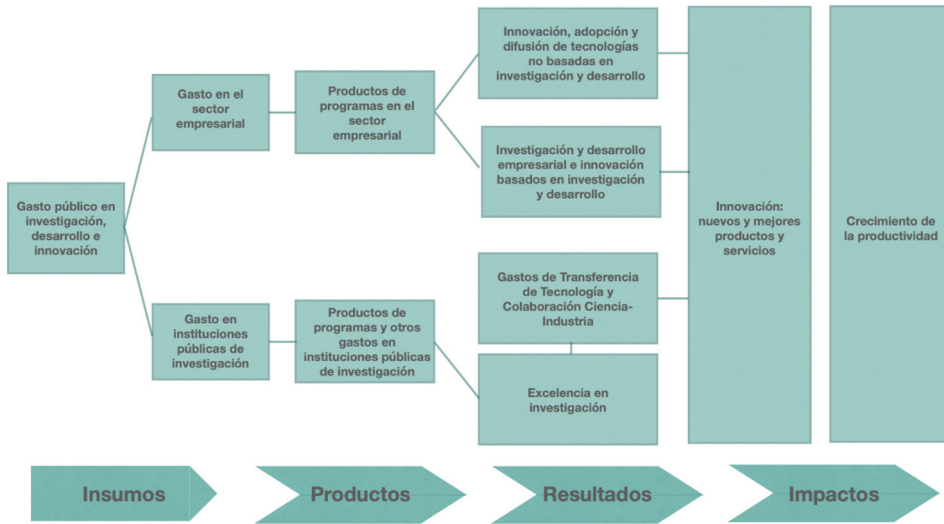 Gasto público en
investigación,
desarrollo e
innovación
Gasto en el
sector
empresarial
Productos de
programas en el
sector
empresarial
Innovación, adopción y
difusión de tecnologías
no basadas en
investigación y desarrollo
Investigación y desarrollo
empresarial e innovación
basados en investigación
y desarrollo
Gasto en
instituciones
públicas de
investigación
Productos de
programas y otros
gastos en
instituciones públicas
de investigación
Gastos de Transferencia
de Tecnología y
Colaboración Ciencia-
Industria
Excelencia en
investigación
Innovación:
nuevos y mejores
productos y
servicios
Crecimiento de
la productividad
Insumos
Productos
Resultados
Impactos